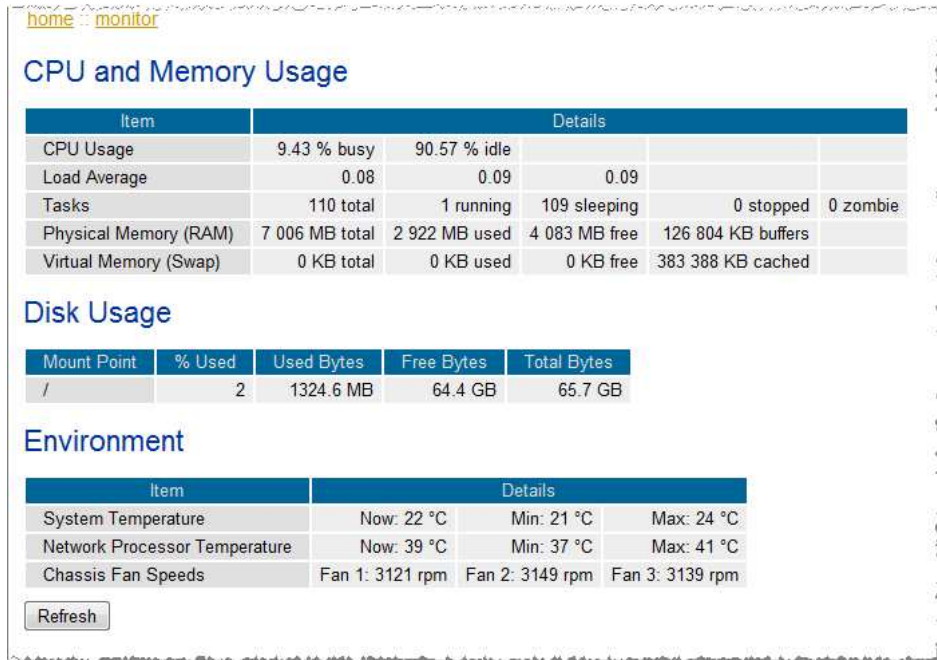 home :: monitor
CPU and Memory Usage
Item Details
CPU Usage 9.43 % busy 90.57 % idle
Load Average 0.08 0.09 0.09
Tasks 110 total 1 running 109 sleeping 0 stopped 0 zombie
Physical Memory (RAM) 7 006 MB total 2 922 MB used 4 083 MB free 126 804 KB buffers
Virtual Memory (Swap) 0 KB total 0 KB used 0 KB free 383 388 KB cached
Disk Usage
Mount Point % Used Used Bytes Free Bytes Total Bytes
/ 2 1324.6 MB 64.4 GB 65.7 GB
Environment
Item Details
System Temperature Now: 22 °C Min: 21 °C Max: 24 °C
Network Processor Temperature Now: 39 °C Min: 37 °C Max: 41 °C
Chassis Fan Speeds Fan 1: 3121 rpm Fan 2: 3149 rpm Fan 3: 3139 rpm
Refresh